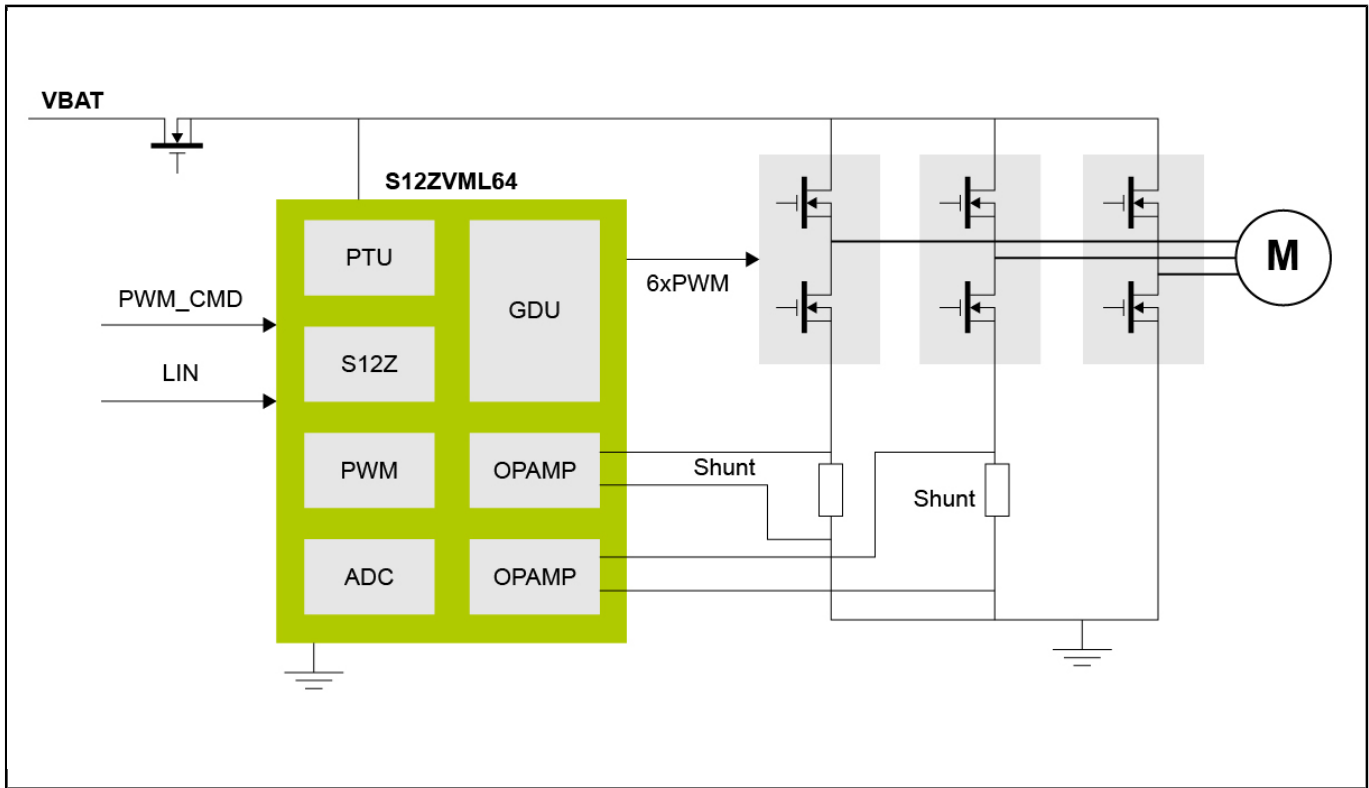 VBAT
S12ZVML64
PTU
GDU
PWM_CMD
6xPWM
M
S12Z
LIN
PWM
OPAMP
Shunt
Shunt
ADC
OPAMP